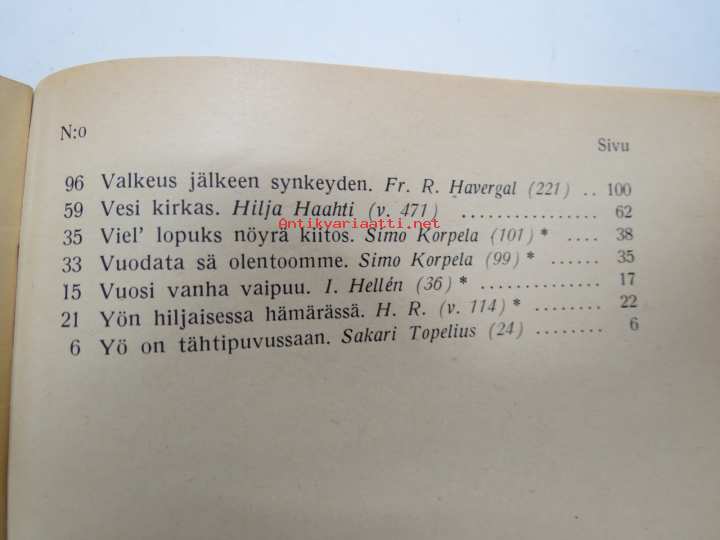 N:o Sivu
96 Valkeus jälkeen synkeyden. Fr. R. Havergal (221) .. 100
59 Vesi kirkas. Hilja Haahti (v. 471) ................ 62
Antikvariaatti.net
35 Viel' lopuks nöyrä kiitos. Simo Korpela (101) * .... 38
33 Vuodata sä olentoomme. Simo Korpela (99) * ...... 35
15 Vuosi vanha vaipuu. I. Hellén (36) * ............. 17
21 Yön hiljaisessa hämärässä. H. R. (v. 114) * ........ 22
6 Yö on tähtipuvussaan. Sakari Topelius (24) ........ 6